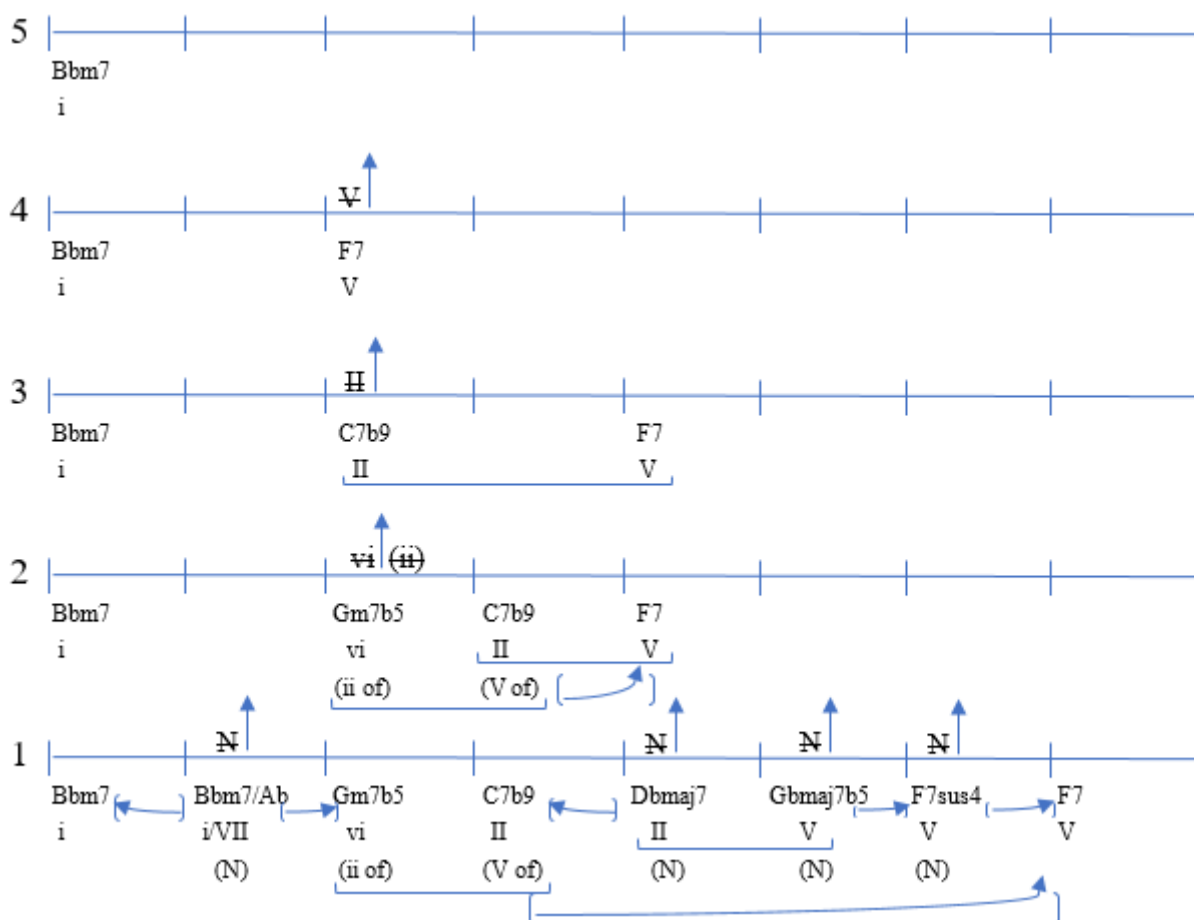 5
Bbm7
i
V
4
Bbm7 F7
i V
II
3
Bbm7 C7b9 F7
i II V
vi (ii)
2
Bbm7 Gm7b5 C7b9 F7
i vi II V
(ii of) (V of)
N N N N
1
Bbm7 Bbm7/Ab Gm7b5 C7b9 Dbmaj7 Gbmaj7b5 F7sus4 F7
i i/VII vi II II V V V
(N) (ii of) (V of) (N) (N) (N)